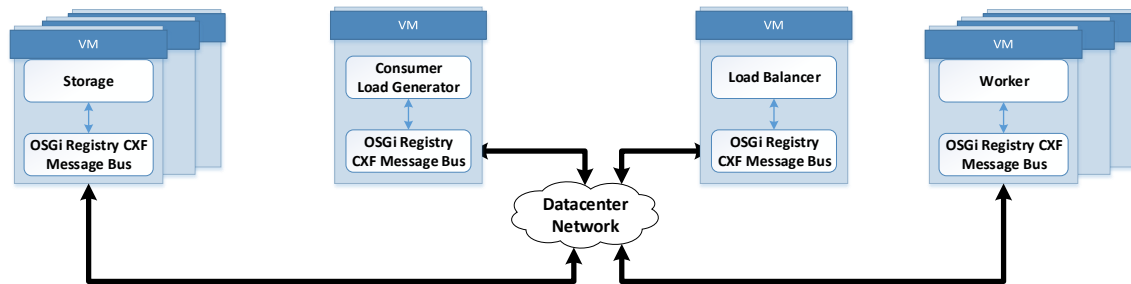 VM
Storage
OSGi Registry CXF
Message Bus
VM
Consumer
Load Generator
OSGi Registry
CXF Message Bus
VM
Load Balancer
OSGi Registry
CXF Message Bus
VM
Worker
OSGi Registry CXF
Message Bus
Datacenter
Network